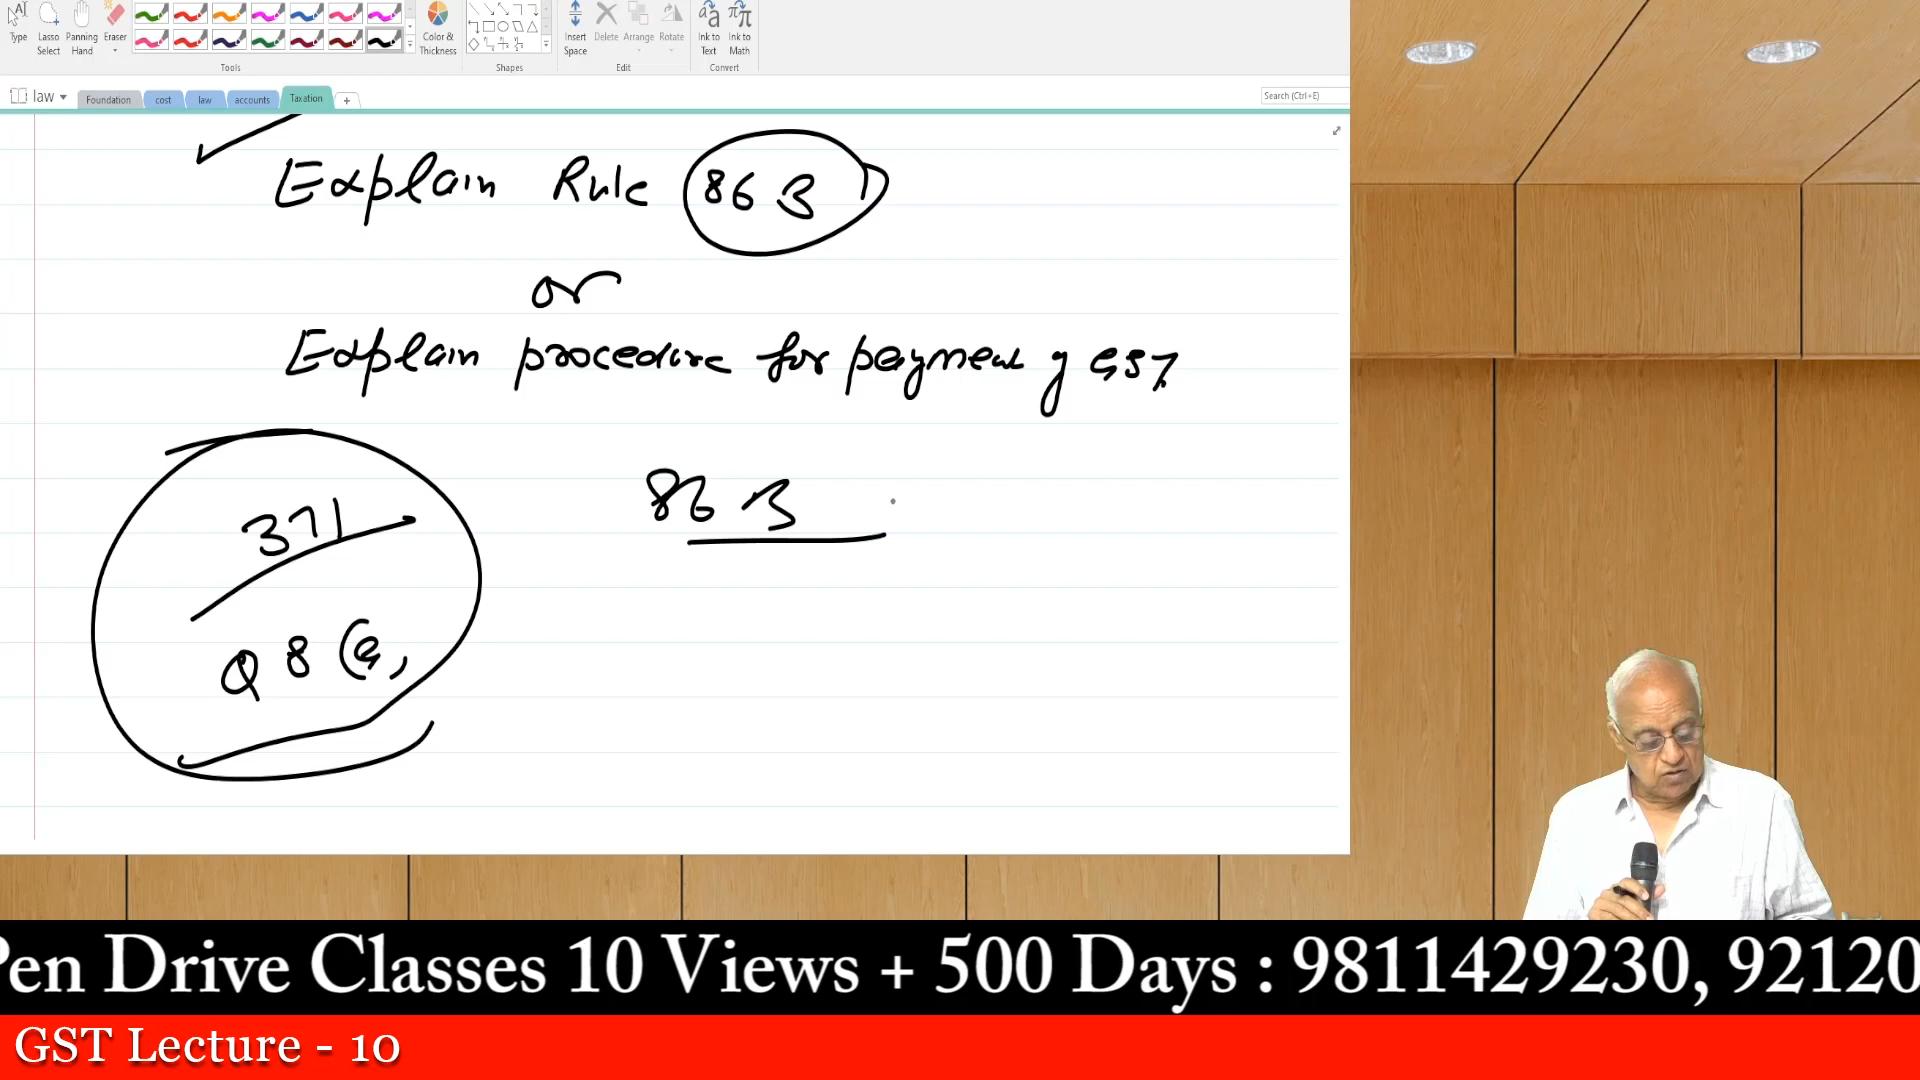 Type
Lasso Select
Panning Hand
Eraser
Color & Thickness
Insert Space
Delete
Arrange
Rotate
Ink to Text
Ink to Math
Tools
Shapes
Edit
Convert
law
Foundation
cost
law
accounts
Taxation
Search (Ctrl+E)
Explain Rule 86 B
or
Explain procedure for payment of GST
371
86 B
Q 8
Pen Drive Classes 10 Views + 500 Days : 9811429230, 92120
GST Lecture - 10